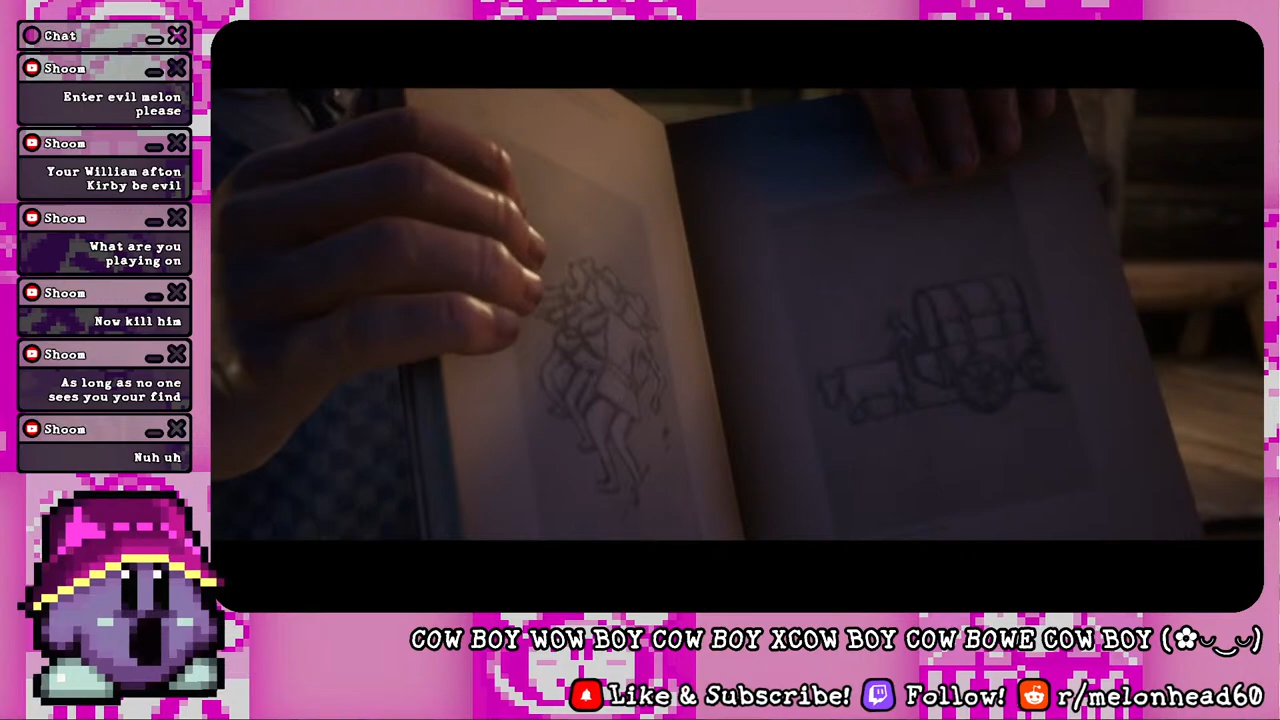 Chat
Shoom
Enter evil melon
please
Shoom
Your William afton
Kirby be evil
Shoom
What are you
playing on
Shoom
Now kill him
Shoom
As long as no one
sees you your find
Shoom
Nuh uh
COW BOY WOW BOY COW BOY XCOW BOY COW BOWE COW BOY (✿◡‿◡)
Like & Subscribe! Follow! r/melonhead60